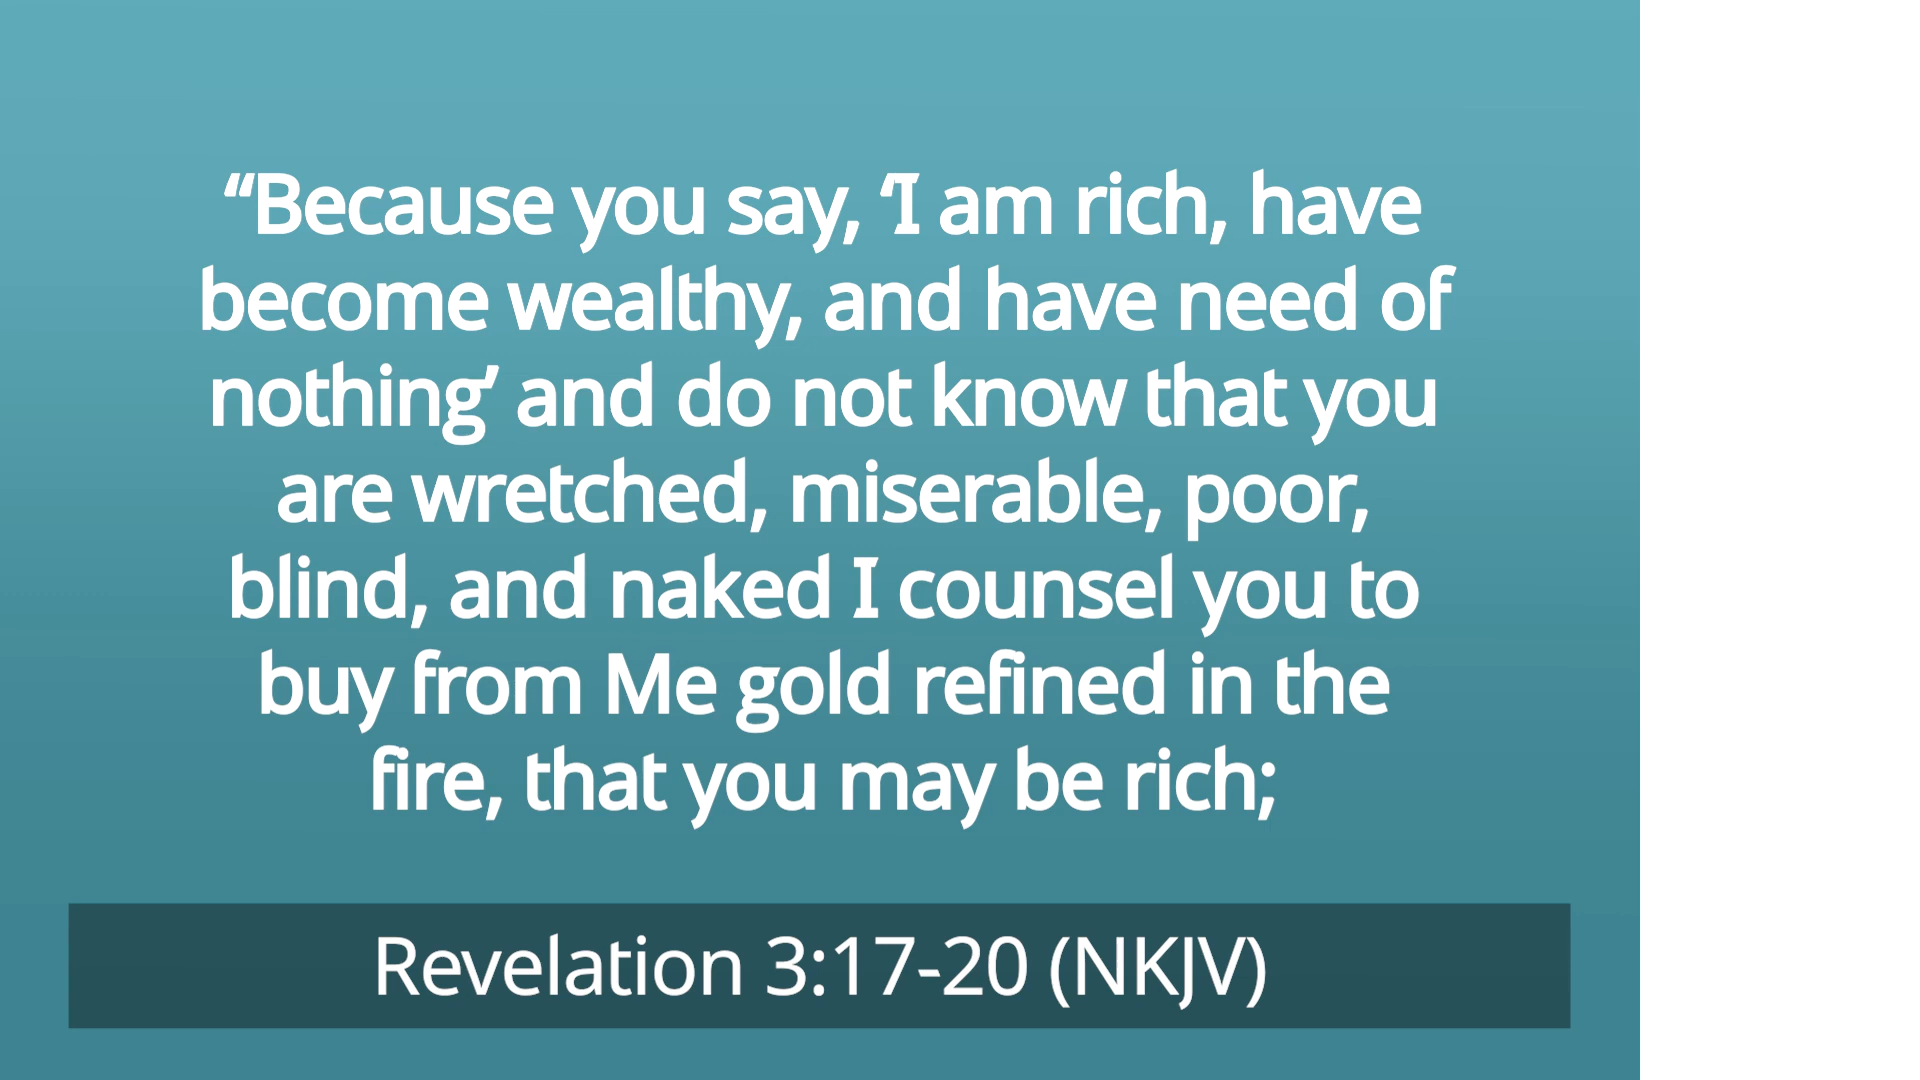 “Because you say, ‘I am rich, have
become wealthy, and have need of
nothing’ and do not know that you
are wretched, miserable, poor,
blind, and naked I counsel you to
buy from Me gold refined in the
fire, that you may be rich;
Revelation 3:17-20 (NKJV)